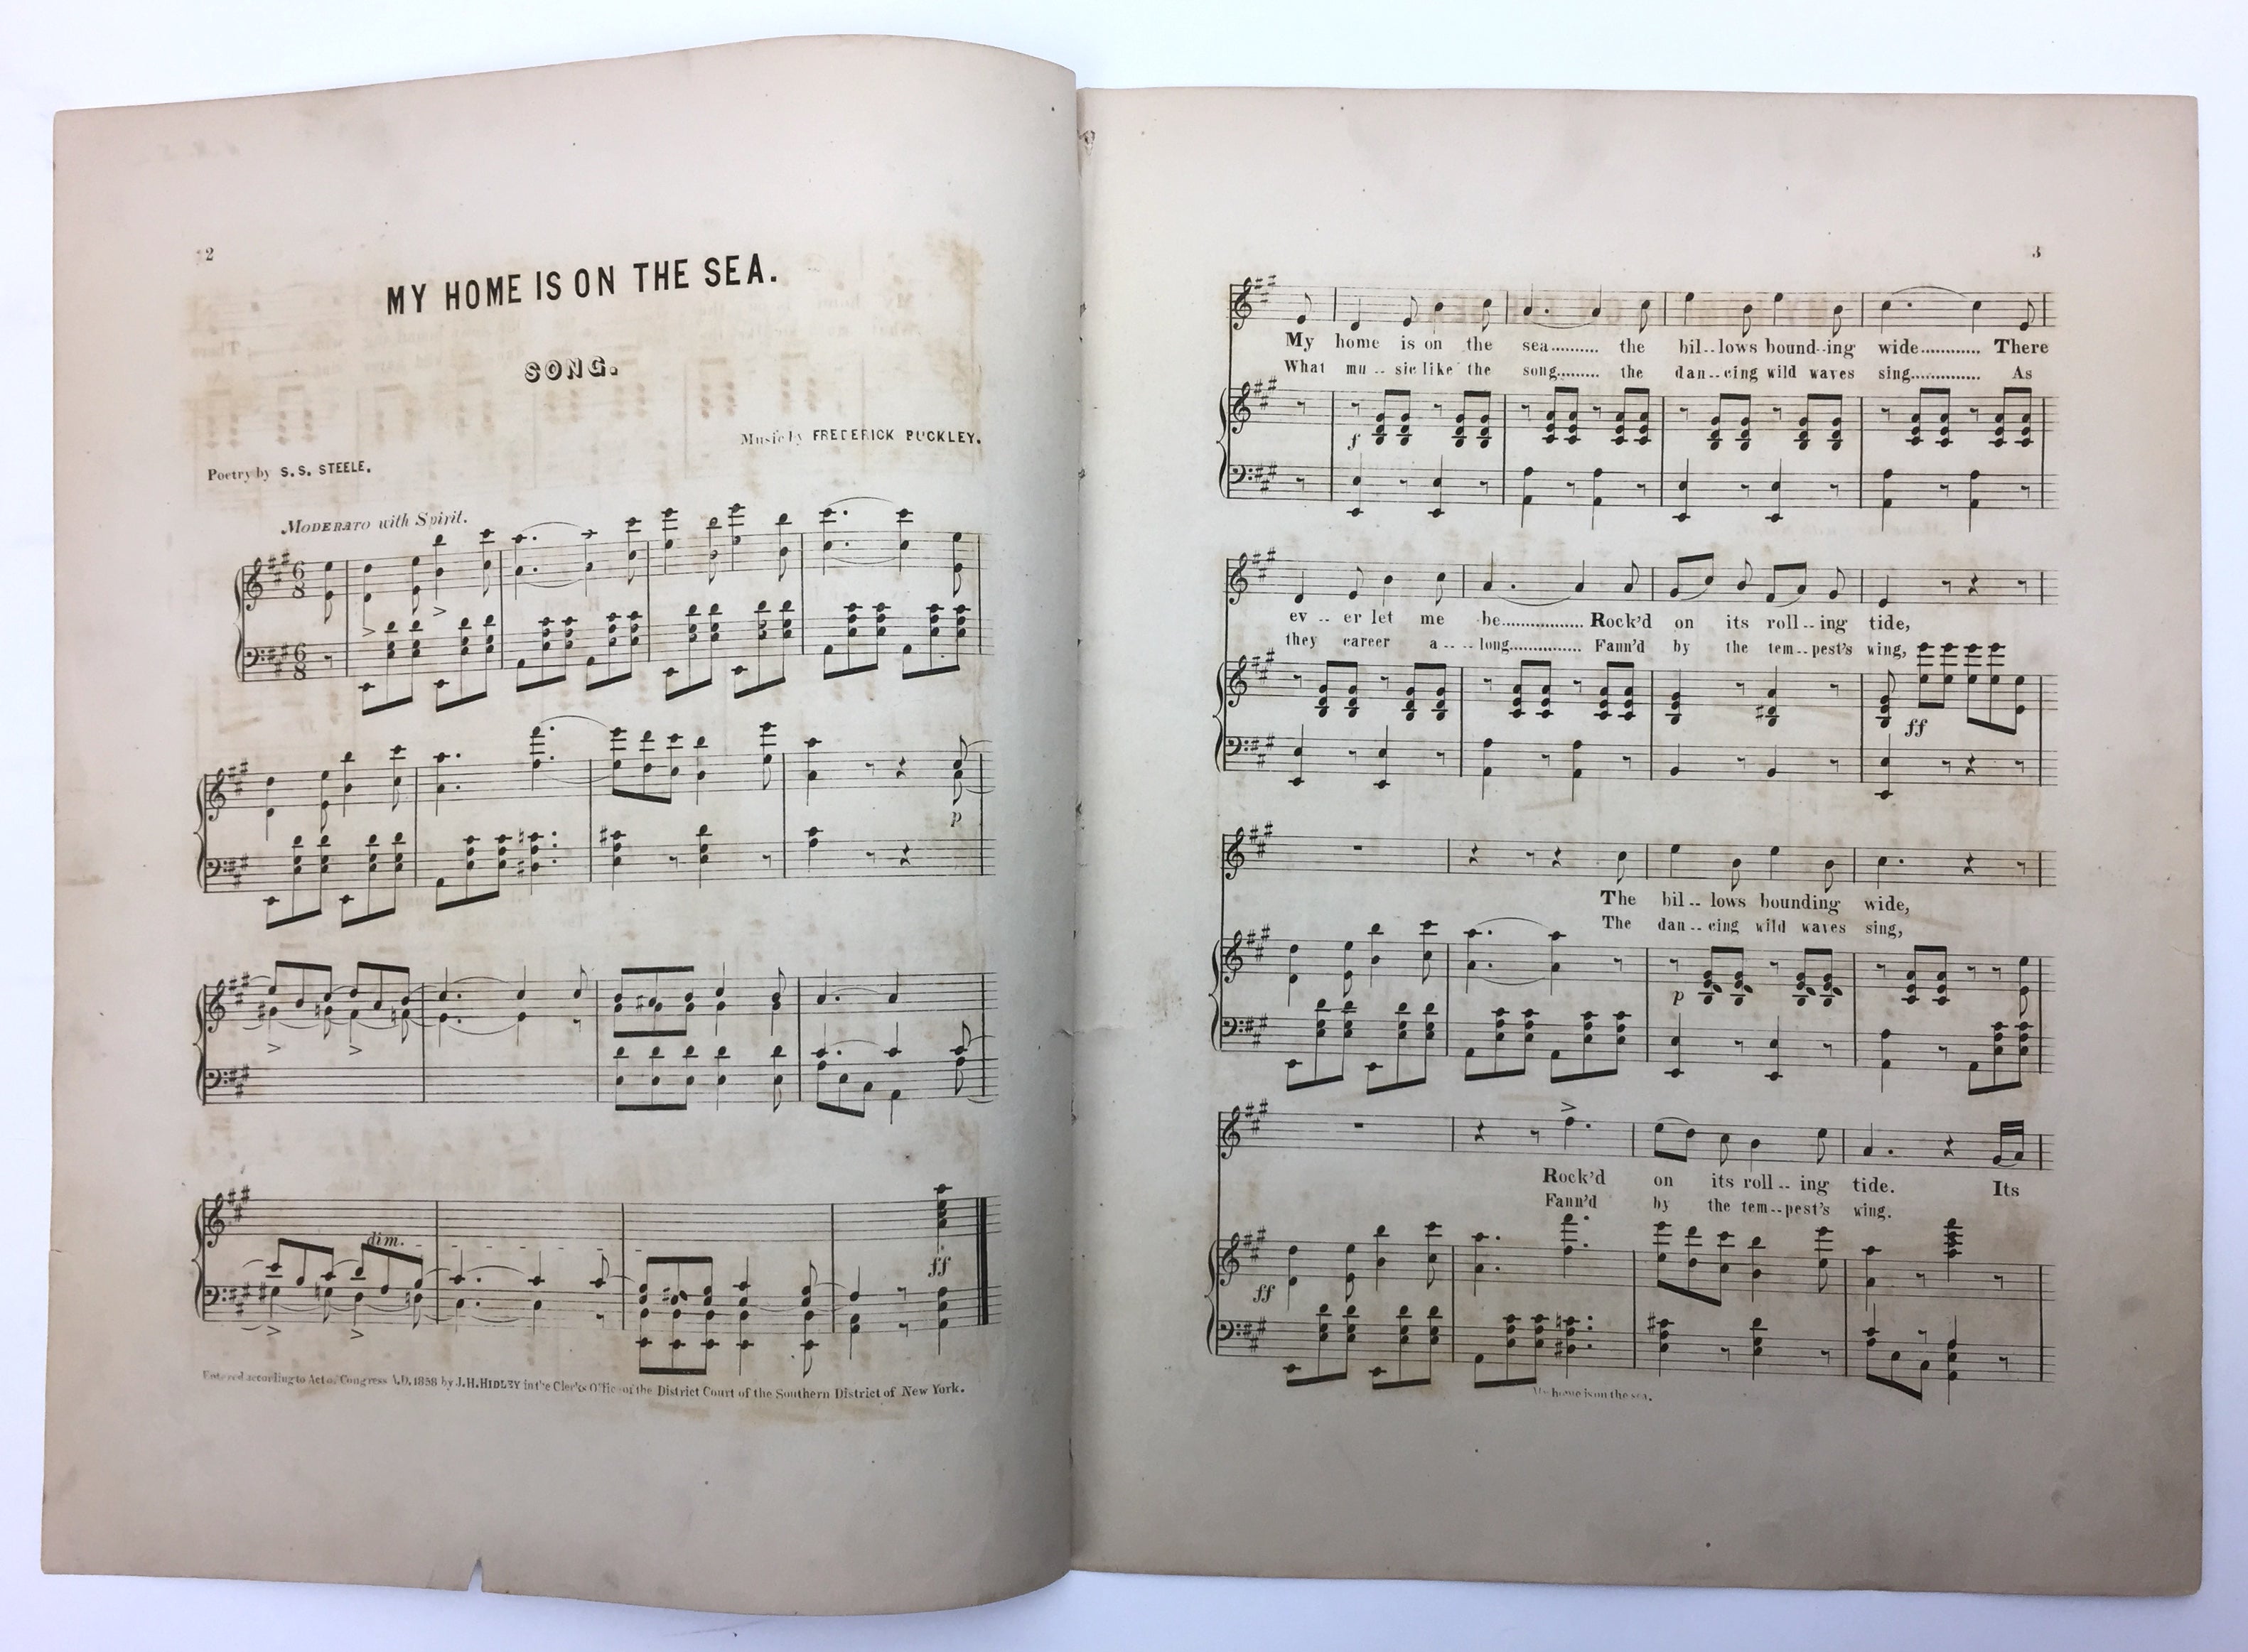 2
MY HOME IS ON THE SEA.
SONG.
Music by FREDERICK BUCKLEY.
Poetry by S. S. STEELE.
MODERATO with Spirit.
6 8
6 8
p
dim.
ff
Entered according to Act of Congress A.D. 1858 by J.H. HIDLEY in the Clerks Office of the District Court of the Southern District of New York.
3
My home is on the sea.......... the bil..lows bound..ing wide............ There
What mu..sic like the song......... the dan..cing wild waves sing.............. As
f
ev..er let me be................. Rock'd on its roll..ing tide,
they career a....long............... Fann'd by the tem..pest's wing,
ff
The bil..lows bounding wide,
The dan..cing wild waves sing,
p
Rock'd on its roll..ing tide. Its
Fann'd by the tem..pest's wing.
ff
My home is on the sea.